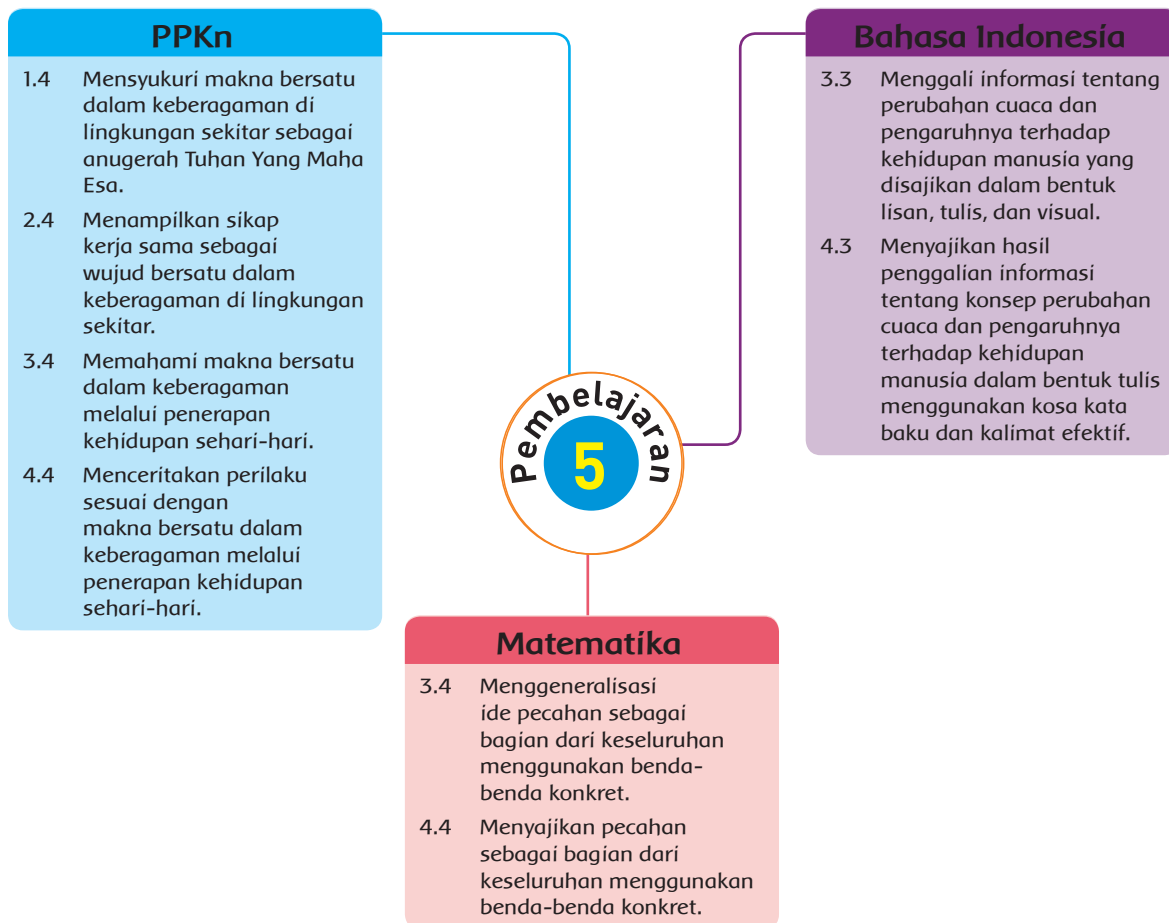 PPKn
1.4 Mensyukuri makna bersatu
dalam keberagaman di
lingkungan sekitar sebagai
anugerah Tuhan Yang Maha
Esa.
2.4 Menampilkan sikap
kerja sama sebagai
wujud bersatu dalam
keberagaman di lingkungan
sekitar.
3.4 Memahami makna bersatu
dalam keberagaman
melalui penerapan
kehidupan sehari-hari.
4.4 Menceritakan perilaku
sesuai dengan
makna bersatu dalam
keberagaman melalui
penerapan kehidupan
sehari-hari.
Bahasa Indonesia
3.3 Menggali informasi tentang
perubahan cuaca dan
pengaruhnya terhadap
kehidupan manusia yang
disajikan dalam bentuk
lisan, tulis, dan visual.
4.3 Menyajikan hasil
penggalian informasi
tentang konsep perubahan
cuaca dan pengaruhnya
terhadap kehidupan
manusia dalam bentuk tulis
menggunakan kosa kata
baku dan kalimat efektif.
Pembelajaran
5
Matematika
3.4 Menggeneralisasi
ide pecahan sebagai
bagian dari keseluruhan
menggunakan benda-
benda konkret.
4.4 Menyajikan pecahan
sebagai bagian dari
keseluruhan menggunakan
benda-benda konkret.